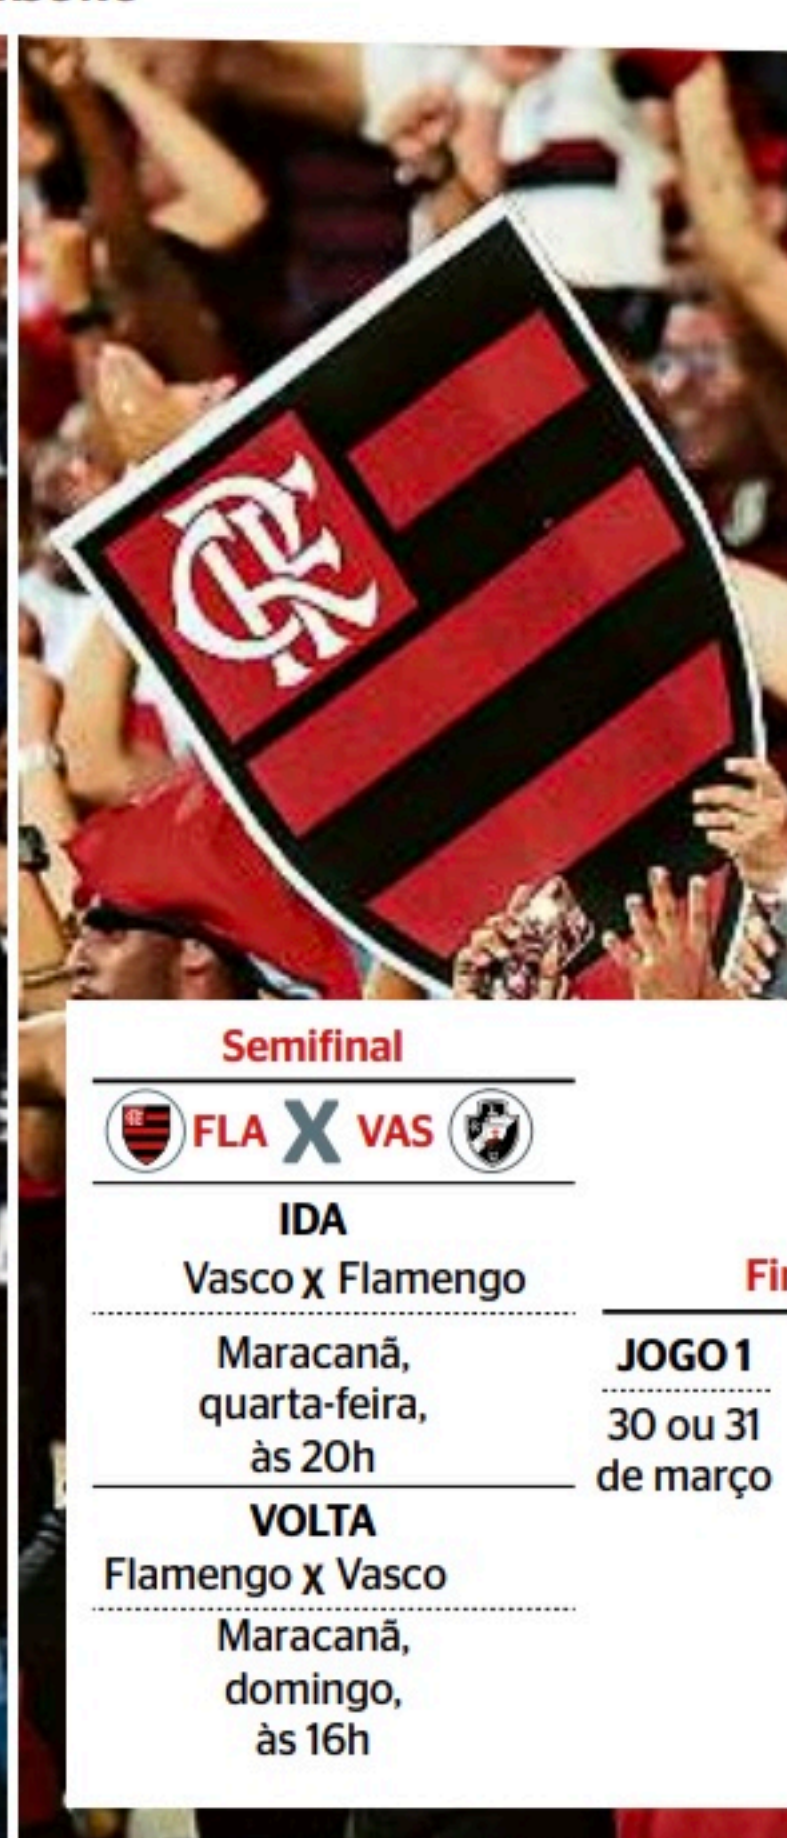 CRF
Semifinal
FLA X VAS
IDA
Vasco X Flamengo
Maracanã,
quarta-feira,
às 20h
VOLTA
Flamengo X Vasco
Maracanã,
domingo,
às 16h
JOGO 1
30 ou 31
de março